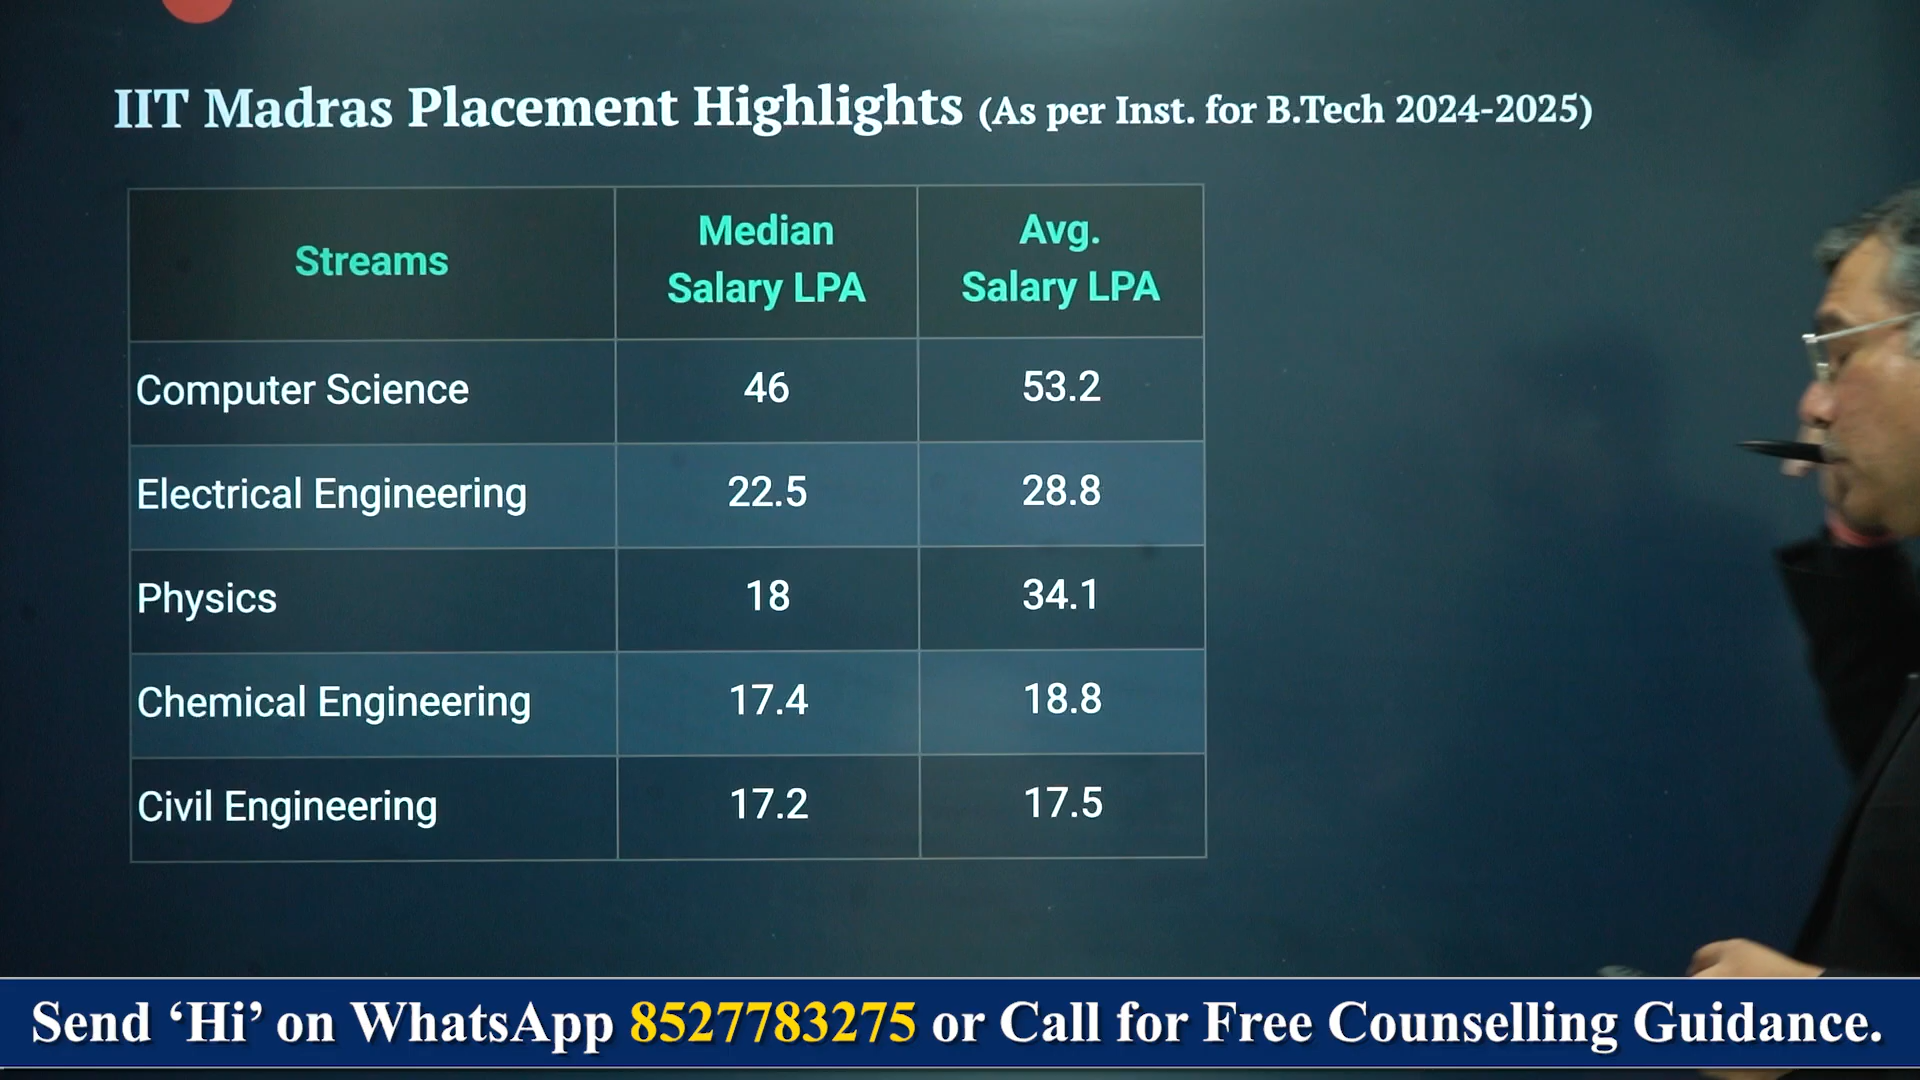 IIT Madras Placement Highlights (As per Inst. for B.Tech 2024-2025)
Streams
Median
Salary LPA
Avg.
Salary LPA
Computer Science 46 53.2
Electrical Engineering 22.5 28.8
Physics 18 34.1
Chemical Engineering 17.4 18.8
Civil Engineering 17.2 17.5
Send ‘Hi’ on WhatsApp 8527783275 or Call for Free Counselling Guidance.